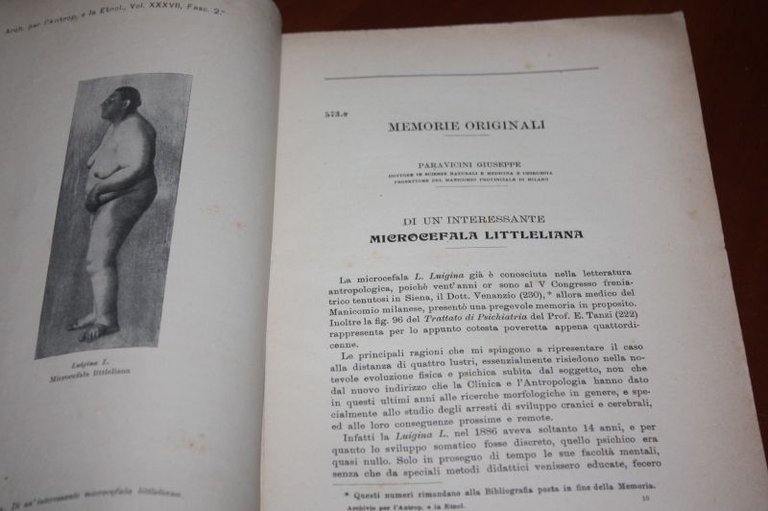 Arch. per l'Antrop. e la Etnol., Vol. XXXVII, Fasc. 2.°
Luigina L.
Microcefala littleliana
Di un'interessante microcefala littleliana.
573.*
MEMORIE ORIGINALI
PARAVICINI GIUSEPPE
DOTTORE IN SCIENZE NATURALI E MEDICINA E CHIRURGIA
PROSETTORE DEL MANICOMIO PROVINCIALE DI MILANO
DI UN' INTERESSANTE
MICROCEFALA LITTLELIANA
La microcefala L. Luigina già è conosciuta nella letteratura
antropologica, poichè vent'anni or sono al V Congresso frenia-
trico tenutosi in Siena, il Dott. Venanzio (230), * allora medico del
Manicomio milanese, presentò una pregevole memoria in proposito.
Inoltre la fig. 96 del Trattato di Psichiatria del Prof. E. Tanzi (222)
rappresenta per lo appunto cotesta poveretta appena quattordi-
cenne.
Le principali ragioni che mi spingono a ripresentare il caso
alla distanza di quattro lustri, essenzialmente risiedono nella no-
tevole evoluzione fisica e psichica subita dal soggetto, non che
dal nuovo indirizzo che la Clinica e l'Antropologia hanno dato
in questi ultimi anni alle ricerche morfologiche in genere, e spe-
cialmente allo studio degli arresti di sviluppo cranici e cerebrali,
ed alle loro conseguenze prossime e remote.
Infatti la Luigina L. nel 1886 aveva soltanto 14 anni, e per
quanto lo sviluppo somatico fosse discreto, quello psichico era
quasi nullo. Solo in proseguo di tempo le sue facoltà mentali,
senza che da speciali metodi didattici venissero educate, fecero
* Questi numeri rimandano alla Bibliografia posta in fine della Memoria.
Archivio per l'Antrop. e la Etnol.
10